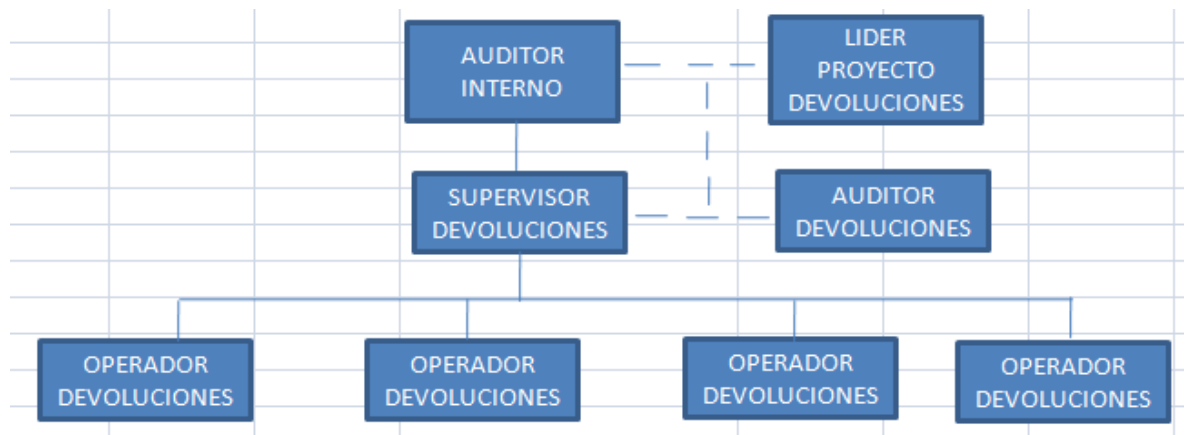 AUDITOR
INTERNO
LIDER
PROYECTO
DEVOLUCIONES
SUPERVISOR
DEVOLUCIONES
AUDITOR
DEVOLUCIONES
OPERADOR
DEVOLUCIONES
OPERADOR
DEVOLUCIONES
OPERADOR
DEVOLUCIONES
OPERADOR
DEVOLUCIONES